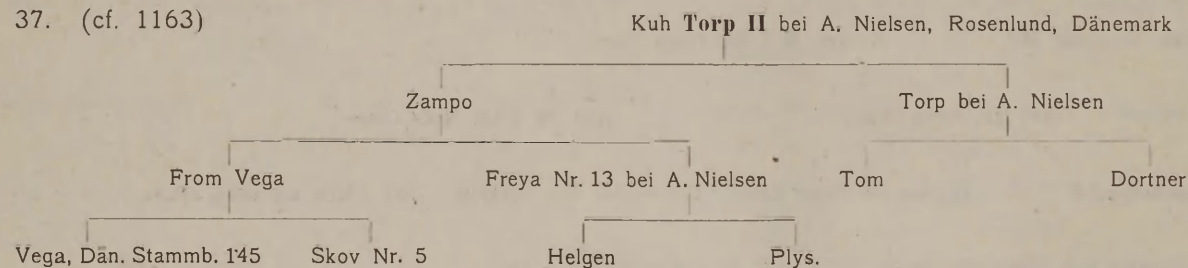 37. (cf. 1163)
Kuh Torp II bei A. Nielsen, Rosenlund, Dänemark
Zampo Torp bei A. Nielsen
From Vega Freya Nr. 13 bei A. Nielsen Tom Dortner
Vega, Dän. Stammb. 145 Skov Nr. 5 Helgen Plys.